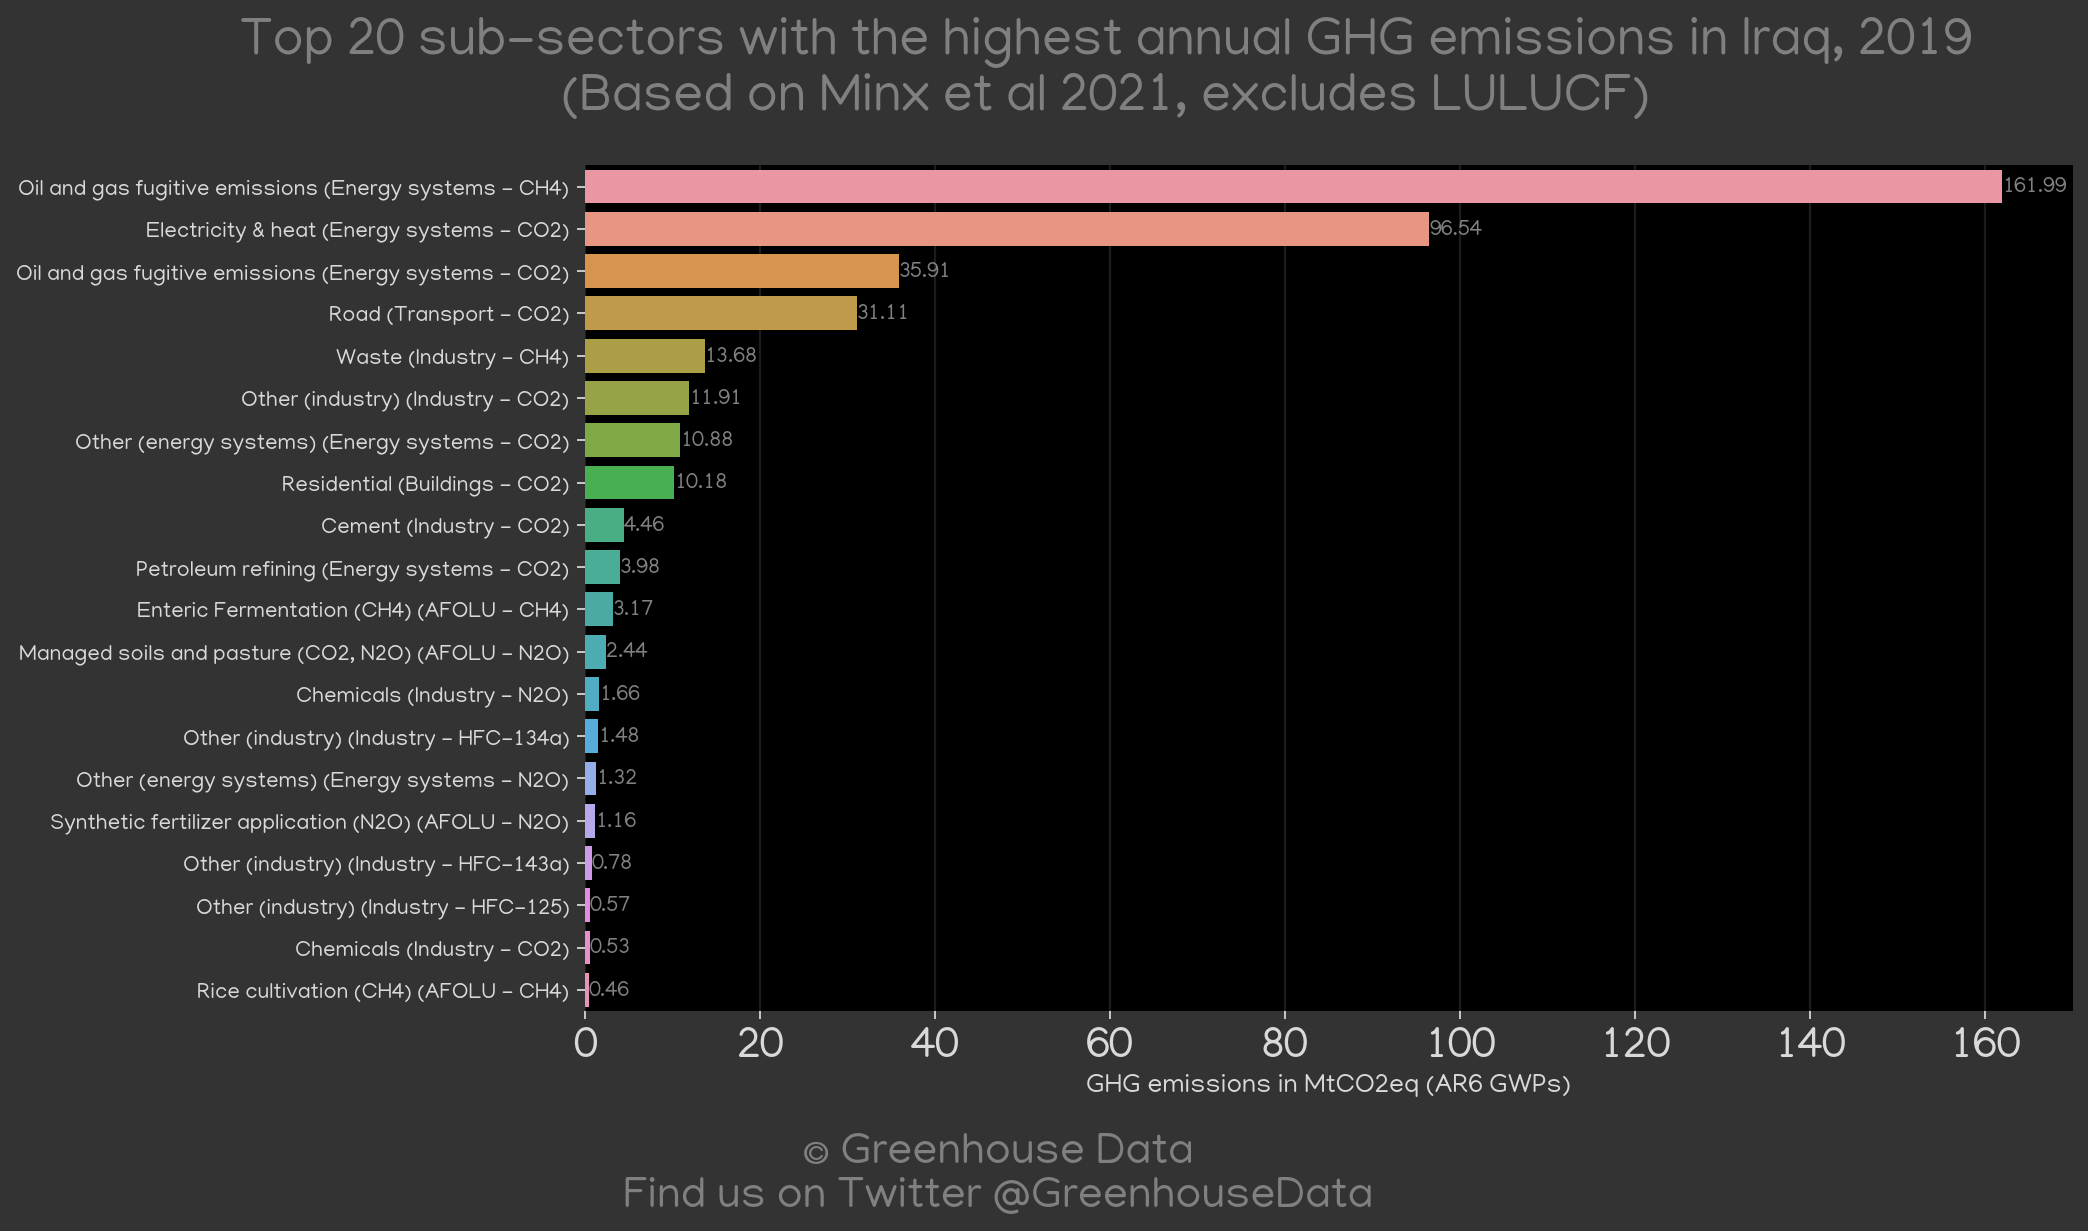 Top 20 sub-sectors with the highest annual GHG emissions in Iraq, 2019
(Based on Minx et al 2021, excludes LULUCF)
Oil and gas fugitive emissions (Energy systems - CH4) 161.99
Electricity & heat (Energy systems - CO2) 96.54
Oil and gas fugitive emissions (Energy systems - CO2) 35.91
Road (Transport - CO2) 31.11
Waste (Industry - CH4) 13.68
Other (industry) (Industry - CO2) 11.91
Other (energy systems) (Energy systems - CO2) 10.88
Residential (Buildings - CO2) 10.18
Cement (Industry - CO2) 4.46
Petroleum refining (Energy systems - CO2) 3.98
Enteric Fermentation (CH4) (AFOLU - CH4) 3.17
Managed soils and pasture (CO2, N2O) (AFOLU - N2O) 2.44
Chemicals (Industry - N2O) 1.66
Other (industry) (Industry - HFC-134a) 1.48
Other (energy systems) (Energy systems - N2O) 1.32
Synthetic fertilizer application (N2O) (AFOLU - N2O) 1.16
Other (industry) (Industry - HFC-143a) 0.78
Other (industry) (Industry - HFC-125) 0.57
Chemicals (Industry - CO2) 0.53
Rice cultivation (CH4) (AFOLU - CH4) 0.46
0 20 40 60 80 100 120 140 160
GHG emissions in MtCO2eq (AR6 GWPs)
© Greenhouse Data
Find us on Twitter @GreenhouseData